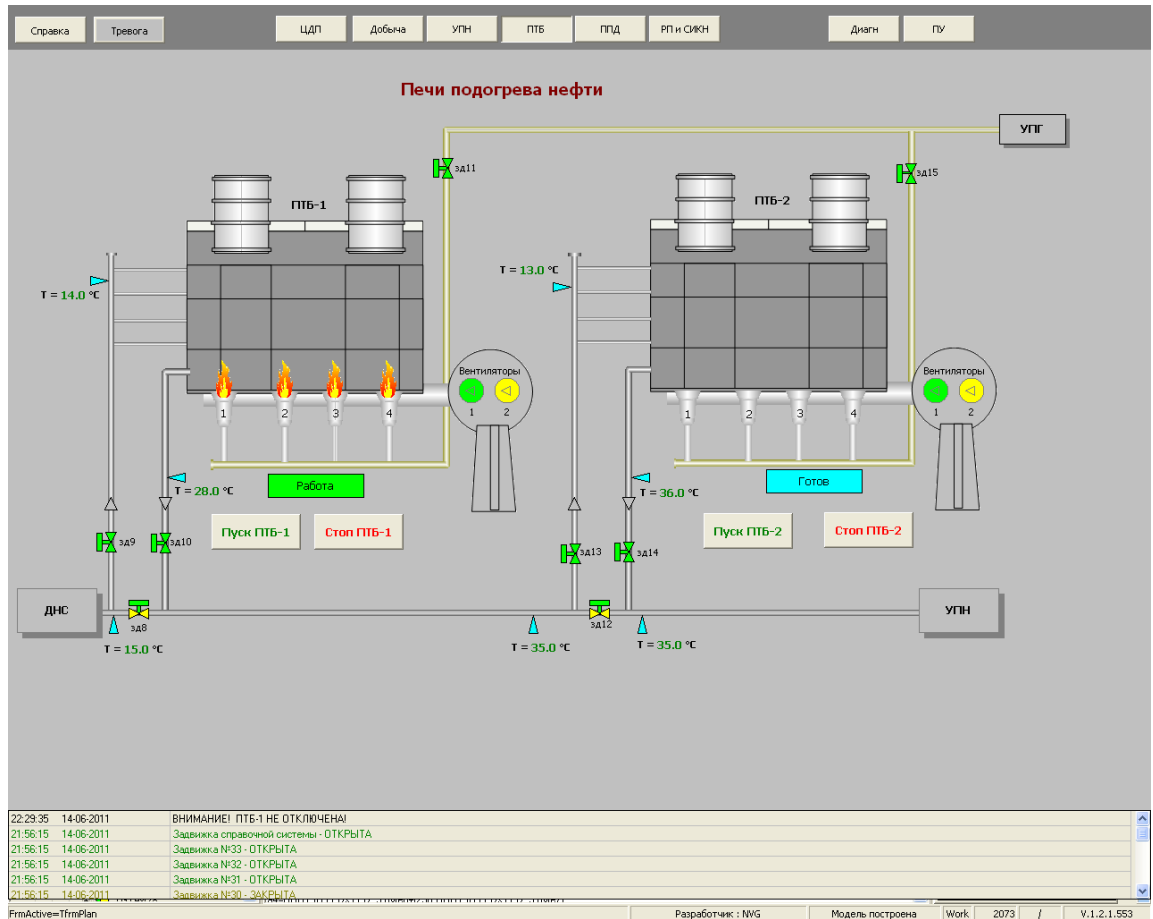 Справка Тревога ЦДП Добыча УПН ПТБ ППД РП и СИКН Диагн ПУ
Печи подогрева нефти
УПГ
зд11
зд15
ПТБ-1
ПТБ-2
T = 14.0 °C
T = 13.0 °C
Вентиляторы
1 2
Вентиляторы
1 2
1 2 3 4
1 2 3 4
T = 28.0 °C
Работа
T = 36.0 °C
Готов
Пуск ПТБ-1 Стоп ПТБ-1
Пуск ПТБ-2 Стоп ПТБ-2
зд9 зд10
зд13 зд14
ДНС
УПН
зд8
зд12
T = 15.0 °C
T = 35.0 °C
T = 35.0 °C
22:29:35 14-06-2011 ВНИМАНИЕ! ПТБ-1 НЕ ОТКЛЮЧЕНА!
21:56:15 14-06-2011 Задвижка справочной системы - ОТКРЫТА
21:56:15 14-06-2011 Задвижка №33 - ОТКРЫТА
21:56:15 14-06-2011 Задвижка №32 - ОТКРЫТА
21:56:15 14-06-2011 Задвижка №31 - ОТКРЫТА
21:56:15 14-06-2011 Задвижка №30 - ЗАКРЫТА
FrmActive=TfrmPlan Разработчик : NVG Модель построена Work 2073 / V.1.2.1.553